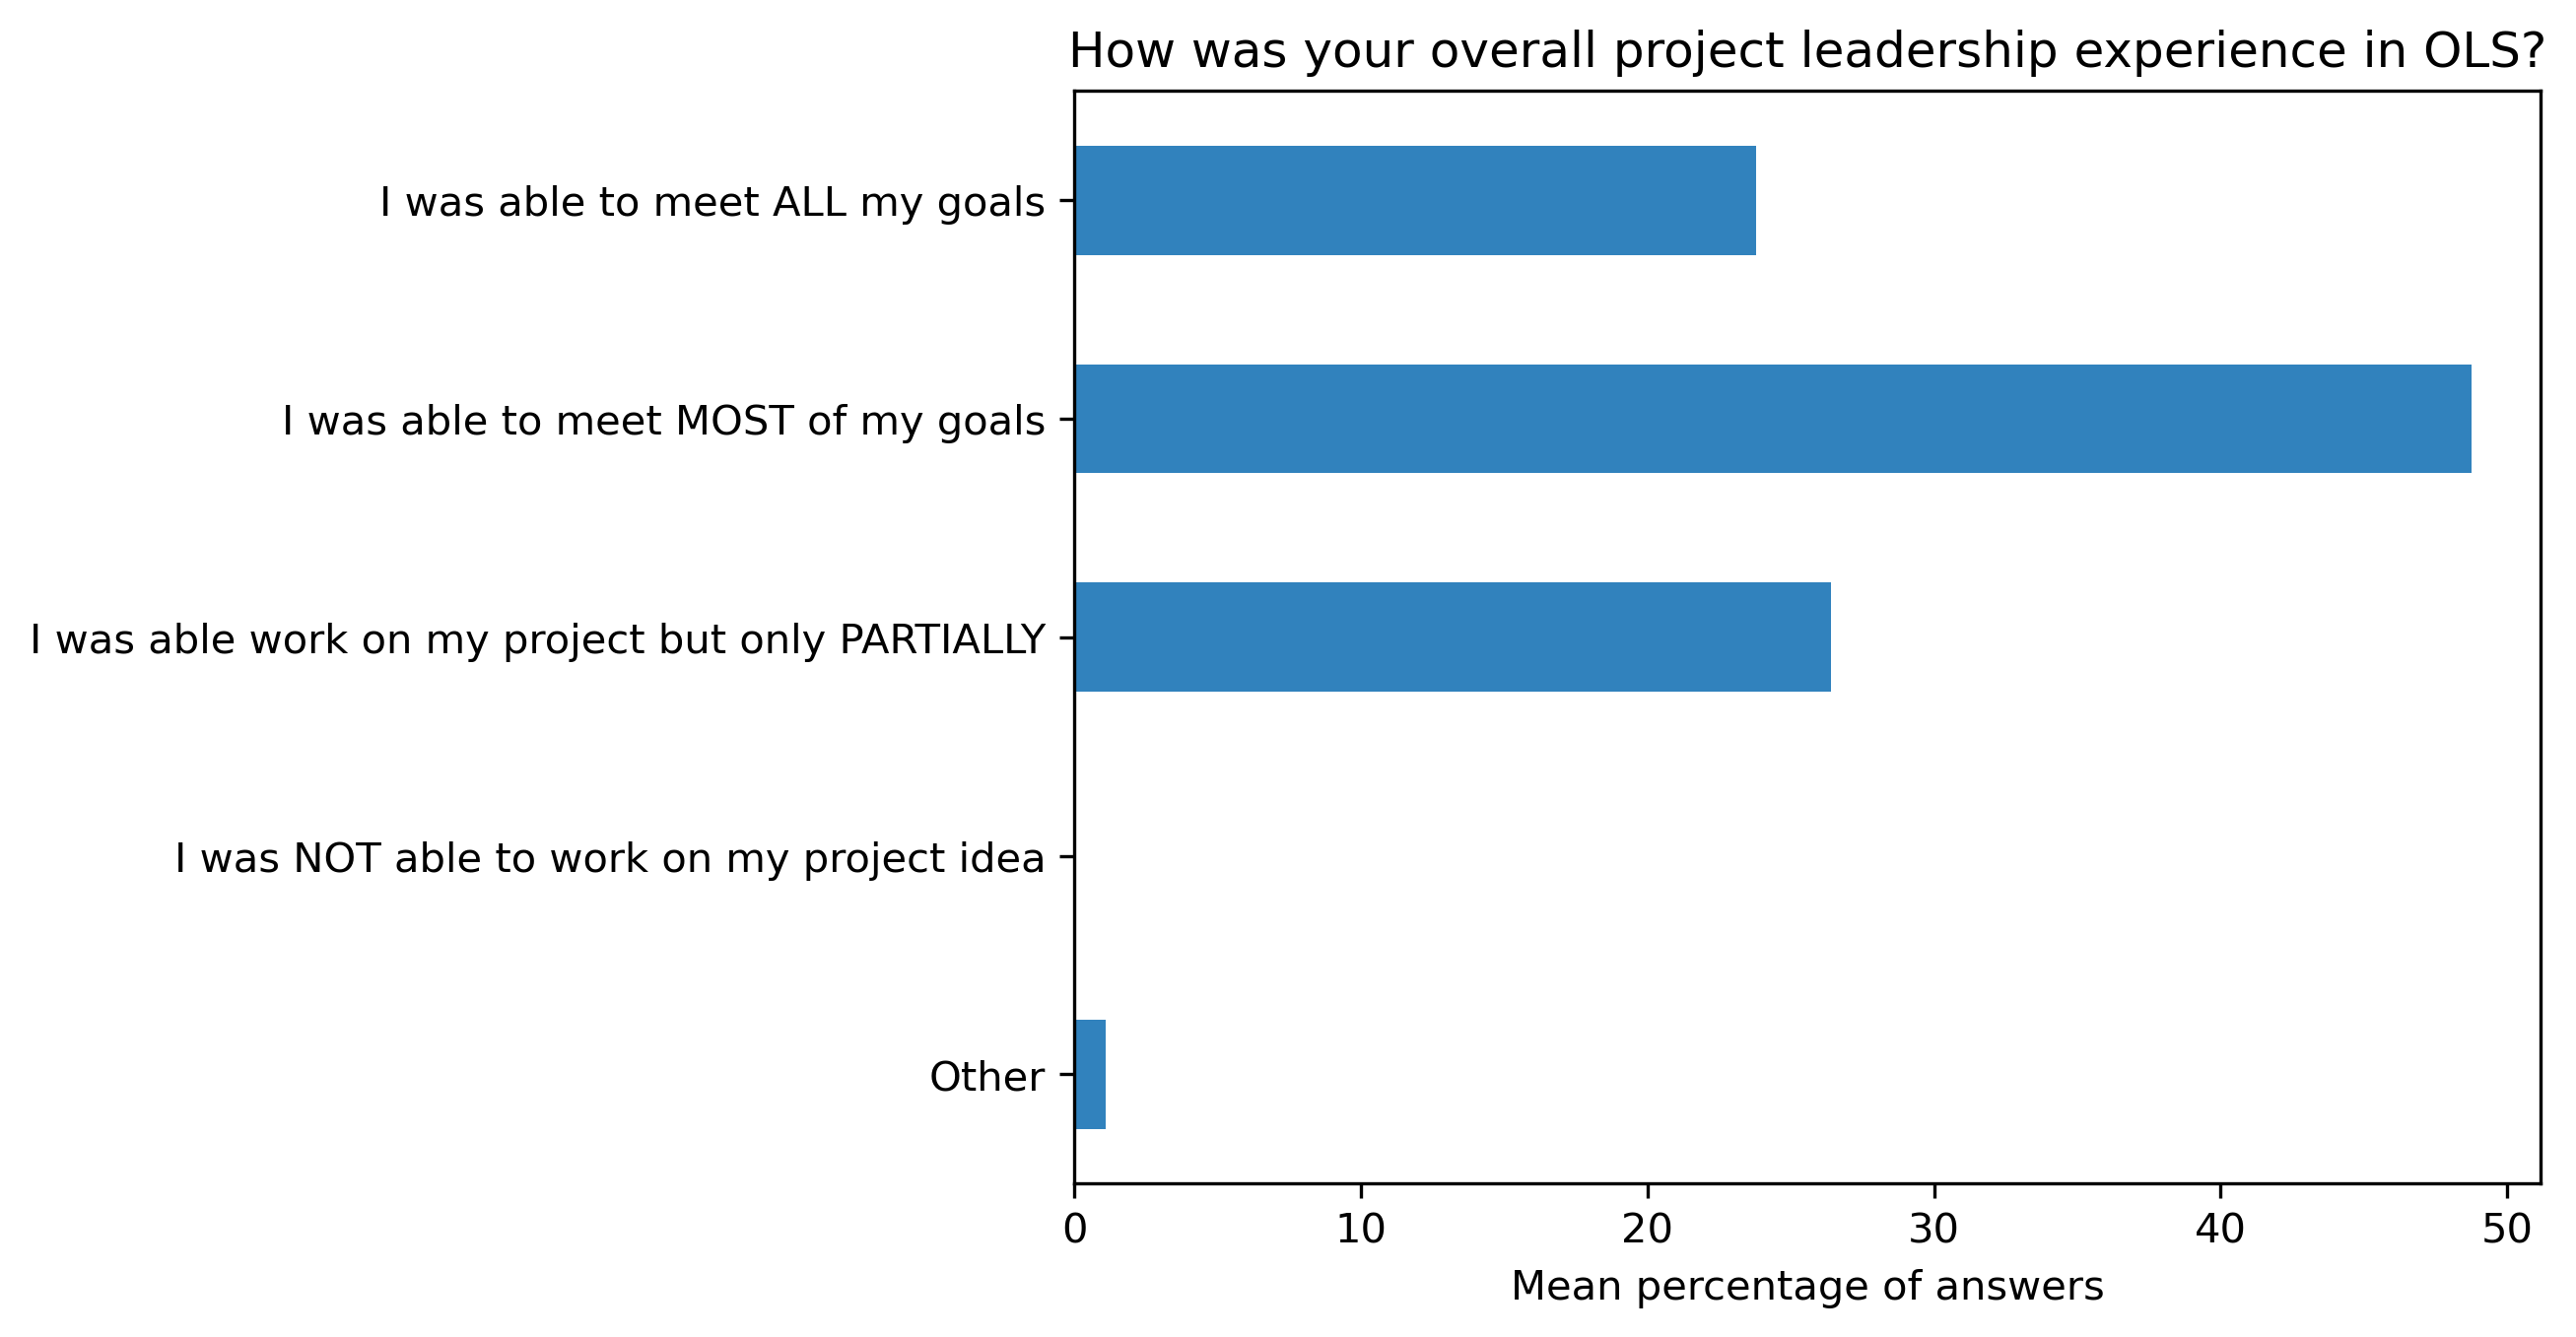 How was your overall project leadership experience in OLS?
I was able to meet ALL my goals
I was able to meet MOST of my goals
I was able work on my project but only PARTIALLY
I was NOT able to work on my project idea
Other
0 10 20 30 40 50
Mean percentage of answers